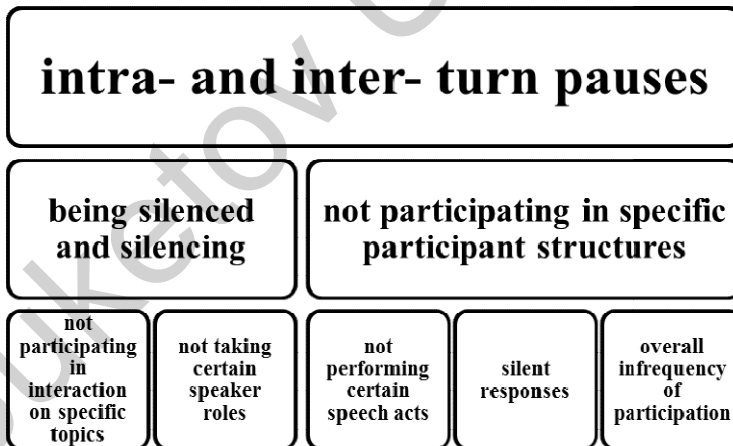 intra- and inter- turn pauses
being silenced
and silencing
not participating in specific
participant structures
not
participating
in
interaction
on specific
topics
not taking
certain
speaker
roles
not
performing
certain
speech acts
silent
responses
overall
infrequency
of
participation